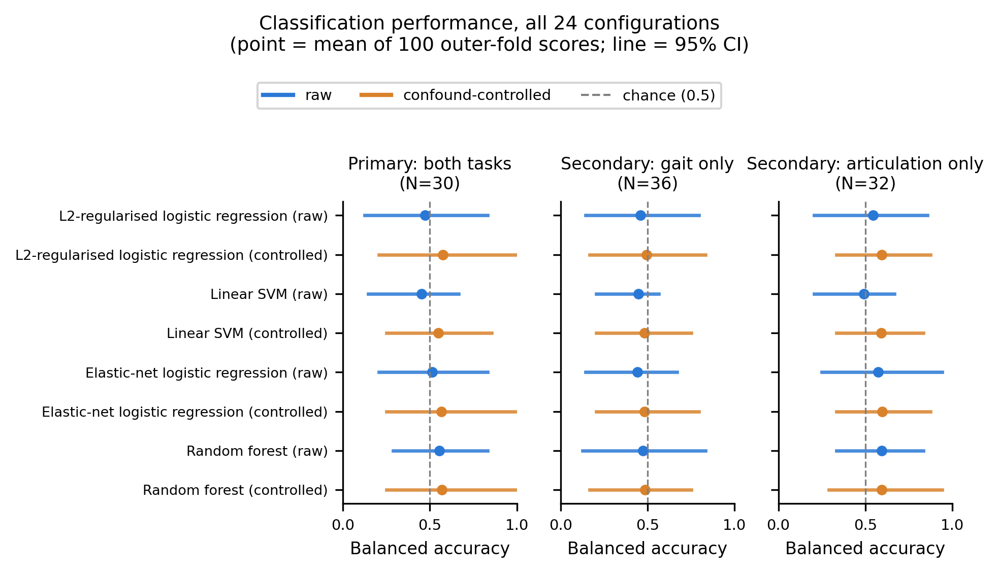 Classification performance, all 24 configurations
(point = mean of 100 outer-fold scores; line = 95% CI)
raw
confound-controlled
chance (0.5)
Primary: both tasks
(N=30)
Secondary: gait only
(N=36)
Secondary: articulation only
(N=32)
L2-regularised logistic regression (raw)
L2-regularised logistic regression (controlled)
Linear SVM (raw)
Linear SVM (controlled)
Elastic-net logistic regression (raw)
Elastic-net logistic regression (controlled)
Random forest (raw)
Random forest (controlled)
0.0 0.5 1.0
Balanced accuracy
0.0 0.5 1.0
Balanced accuracy
0.0 0.5 1.0
Balanced accuracy